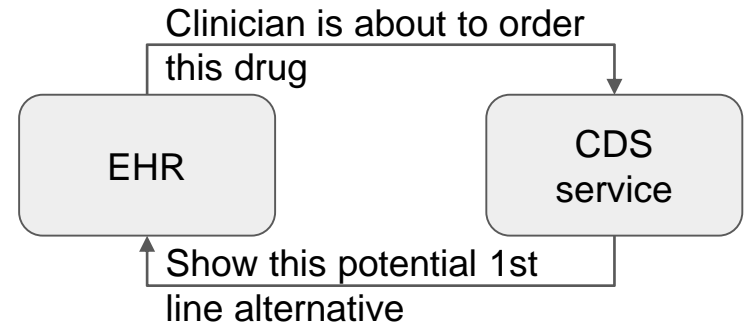 Clinician is about to order
this drug
EHR
CDS
service
Show this potential 1st
line alternative